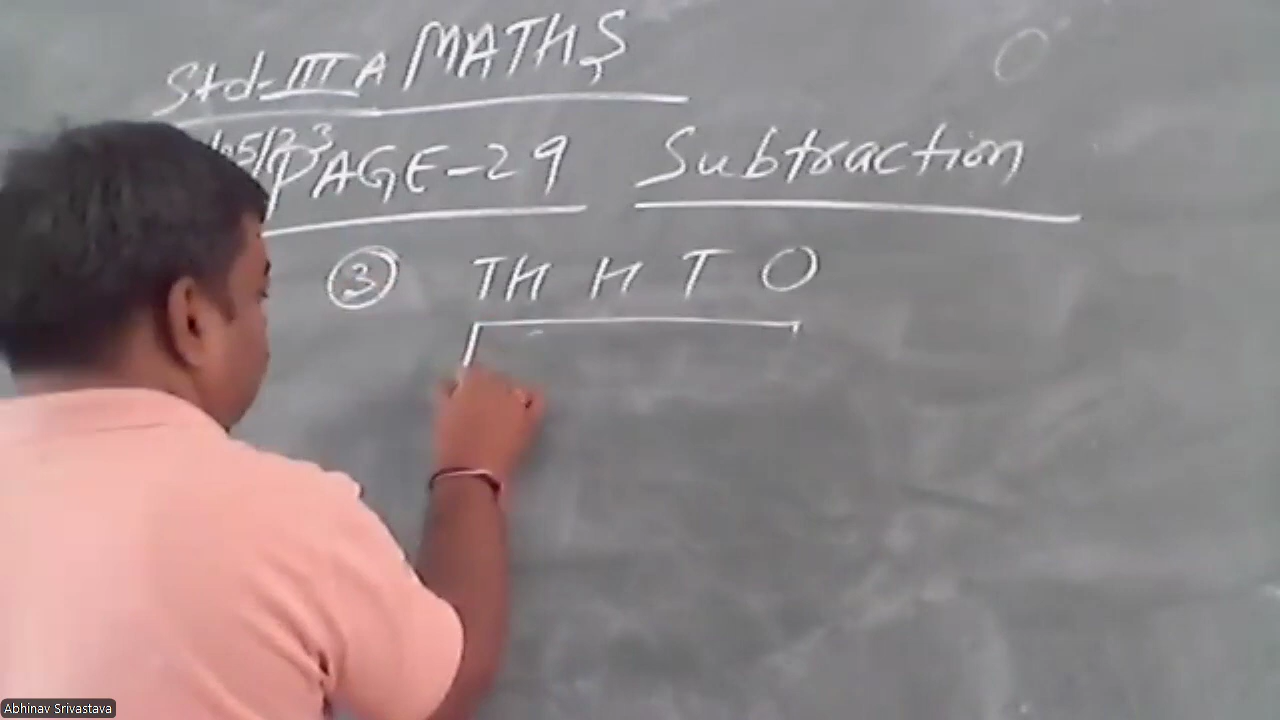 Std-III A MATHS
PAGE-29 Subtraction
③ TH H T O
Abhinav Srivastava